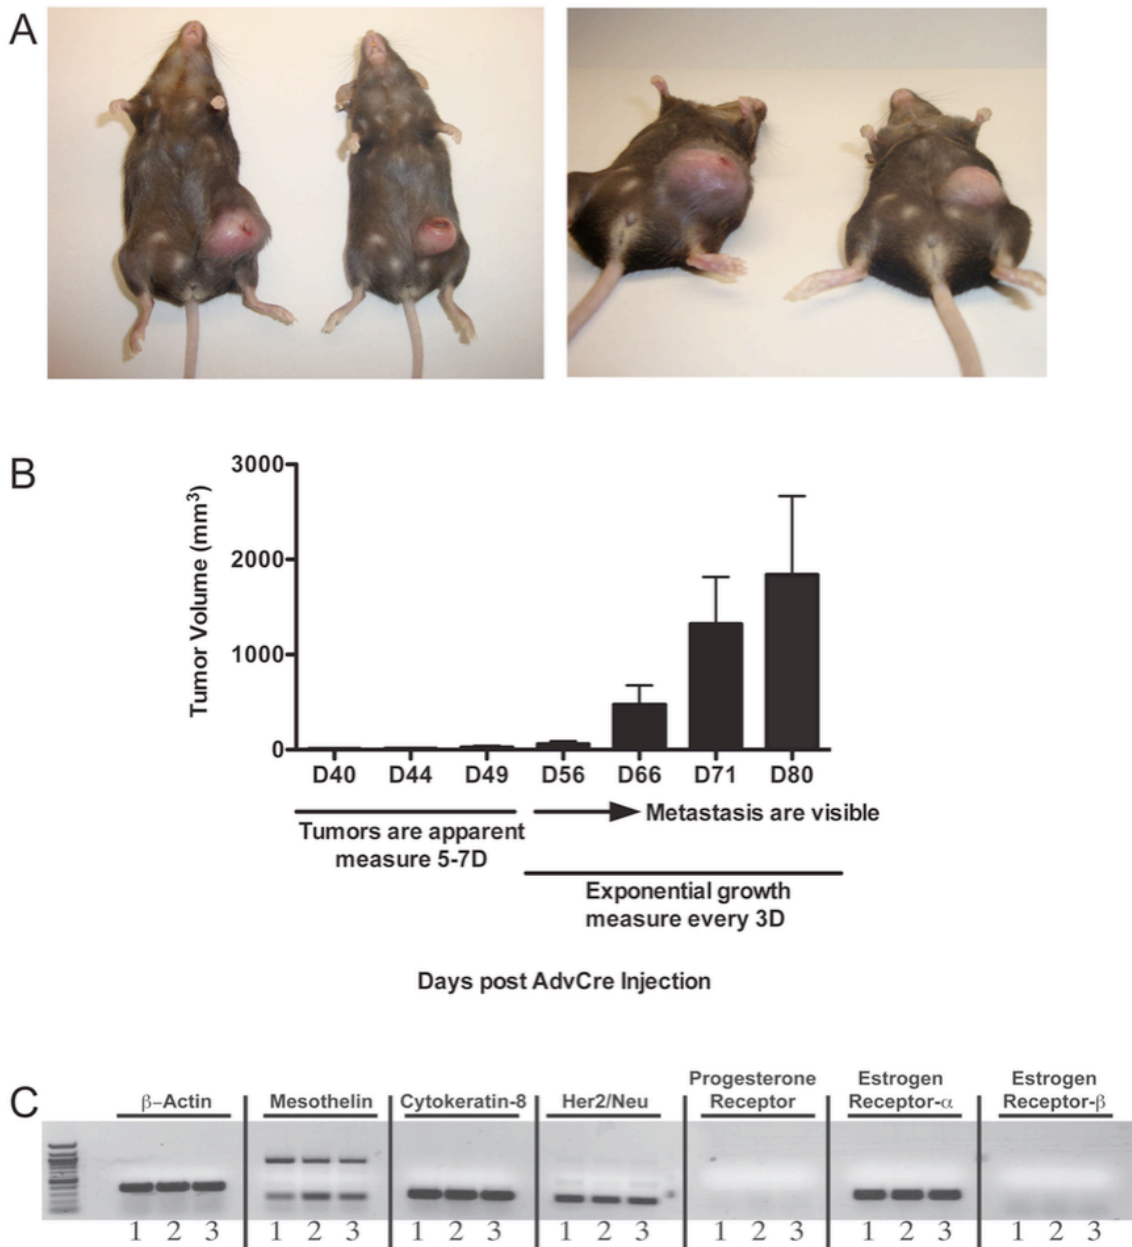 A
B
Tumor Volume (mm³)
3000
2000
1000
0
D40 D44 D49 D56 D66 D71 D80
Tumors are apparent
measure 5-7D
Metastasis are visible
Exponential growth
measure every 3D
Days post AdvCre Injection
C
β-Actin
Mesothelin
Cytokeratin-8
Her2/Neu
Progesterone
Receptor
Estrogen
Receptor-α
Estrogen
Receptor-β
1 2 3 1 2 3 1 2 3 1 2 3 1 2 3 1 2 3 1 2 3